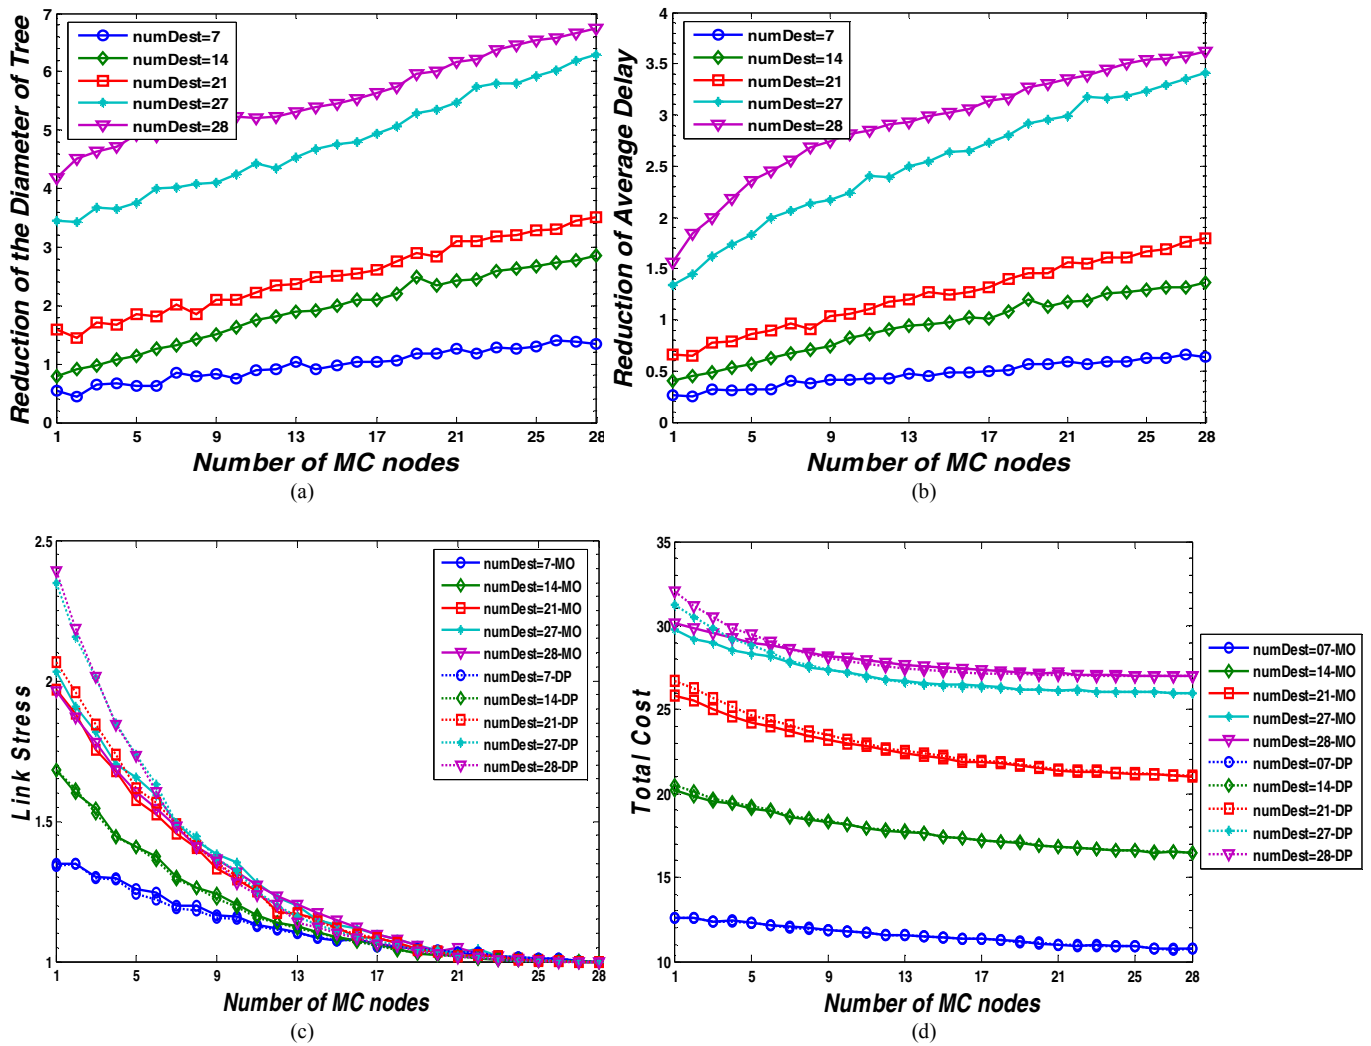 Reduction of the Diameter of Tree
7
6
5
4
3
2
1
0
numDest=7
numDest=14
numDest=21
numDest=27
numDest=28
1 5 9 13 17 21 25 28
Number of MC nodes
(a)
Reduction of Average Delay
4
3.5
3
2.5
2
1.5
1
0.5
0
numDest=7
numDest=14
numDest=21
numDest=27
numDest=28
1 5 9 13 17 21 25 28
Number of MC nodes
(b)
Link Stress
2.5
2
1.5
1
numDest=7-MO
numDest=14-MO
numDest=21-MO
numDest=27-MO
numDest=28-MO
numDest=7-DP
numDest=14-DP
numDest=21-DP
numDest=27-DP
numDest=28-DP
1 5 9 13 17 21 25 28
Number of MC nodes
(c)
Total Cost
35
30
25
20
15
10
1 5 9 13 17 21 25 28
Number of MC nodes
(d)
numDest=07-MO
numDest=14-MO
numDest=21-MO
numDest=27-MO
numDest=28-MO
numDest=07-DP
numDest=14-DP
numDest=21-DP
numDest=27-DP
numDest=28-DP